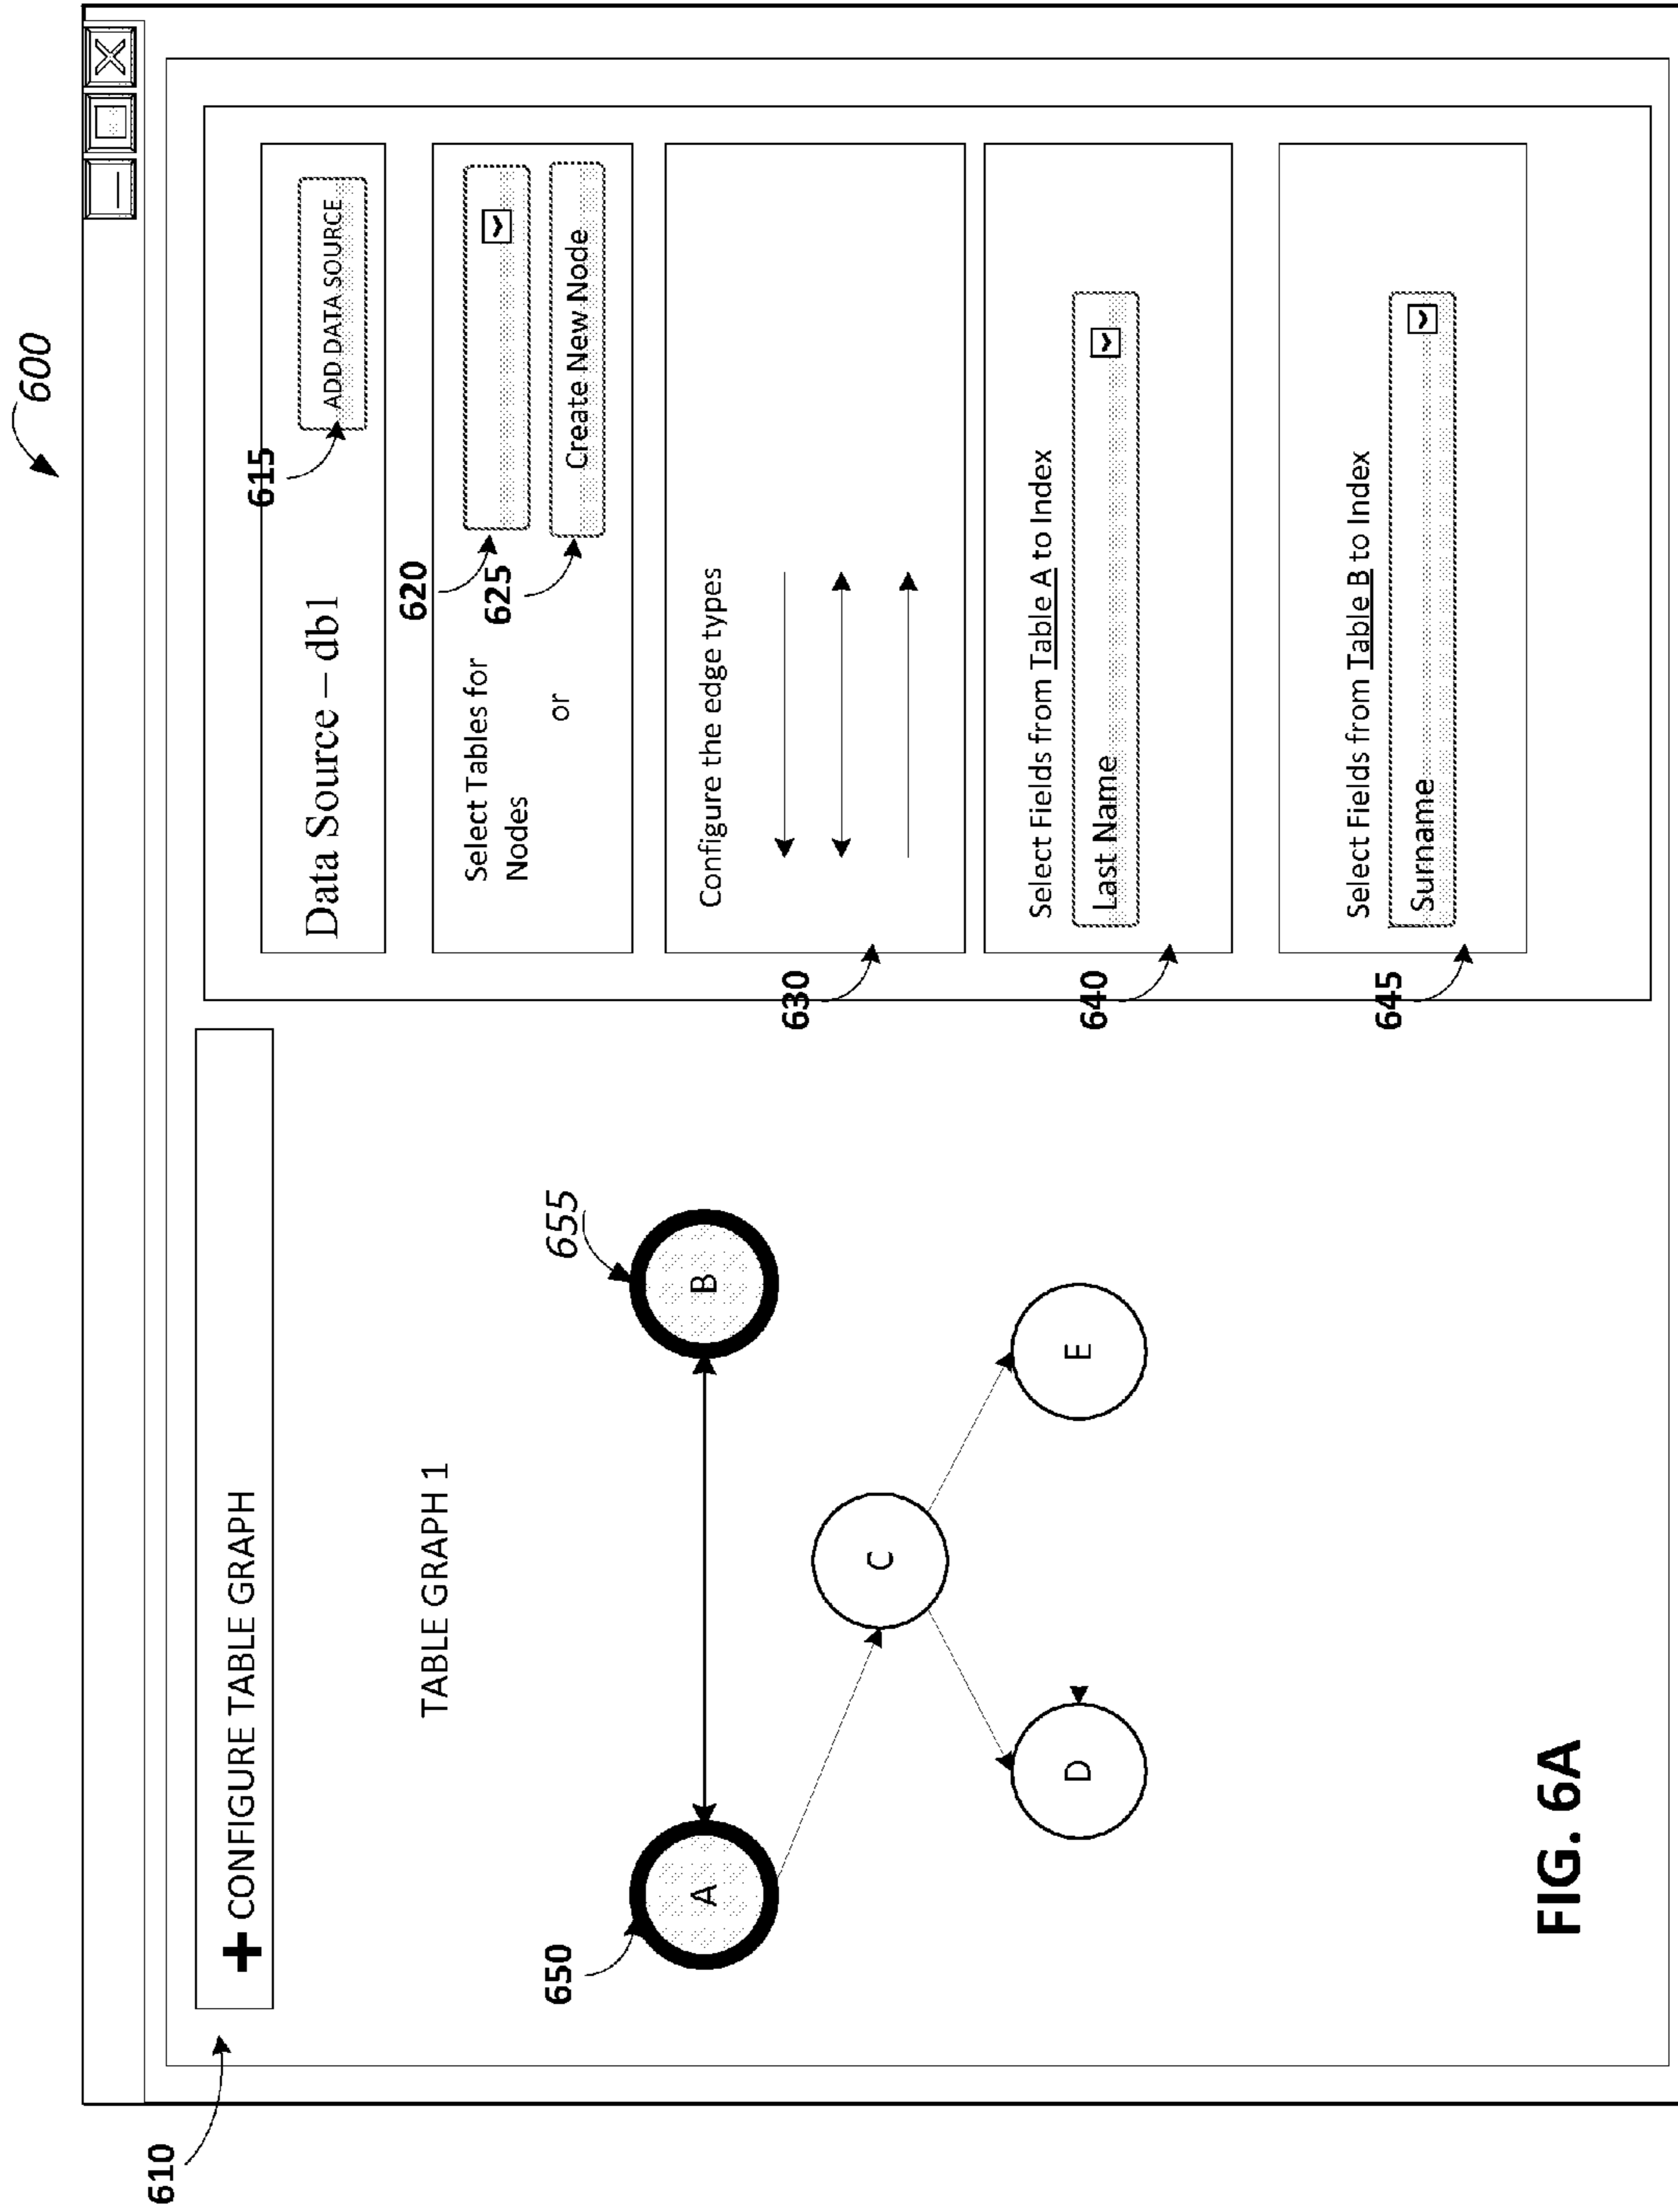 600
610
+ CONFIGURE TABLE GRAPH
TABLE GRAPH 1
650
A
655
B
C
D
E
615
Data Source – db1
ADD DATA SOURCE
620
Select Tables for
Nodes
or
625
Create New Node
Configure the edge types
630
Select Fields from Table A to Index
Last Name
640
Select Fields from Table B to Index
Surname
645
FIG. 6A